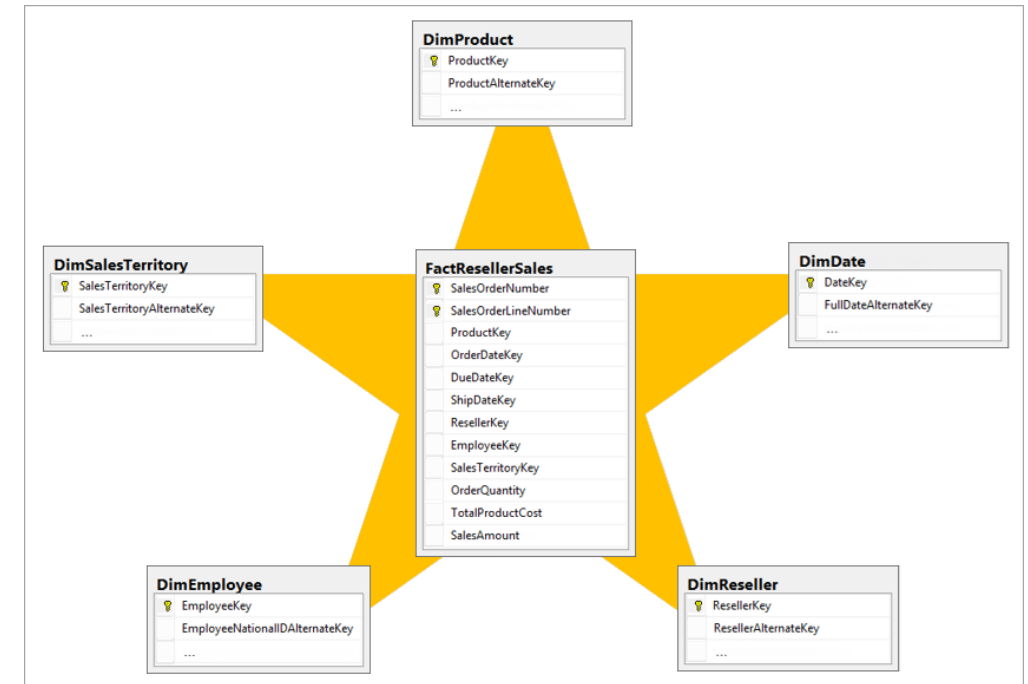 DimProduct
ProductKey
ProductAlternateKey
...
DimSalesTerritory
SalesTerritoryKey
SalesTerritoryAlternateKey
...
FactResellerSales
SalesOrderNumber
SalesOrderLineNumber
ProductKey
OrderDateKey
DueDateKey
ShipDateKey
ResellerKey
EmployeeKey
SalesTerritoryKey
OrderQuantity
TotalProductCost
SalesAmount
DimDate
DateKey
FullDateAlternateKey
...
DimEmployee
EmployeeKey
EmployeeNationalIDAlternateKey
...
DimReseller
ResellerKey
ResellerAlternateKey
...